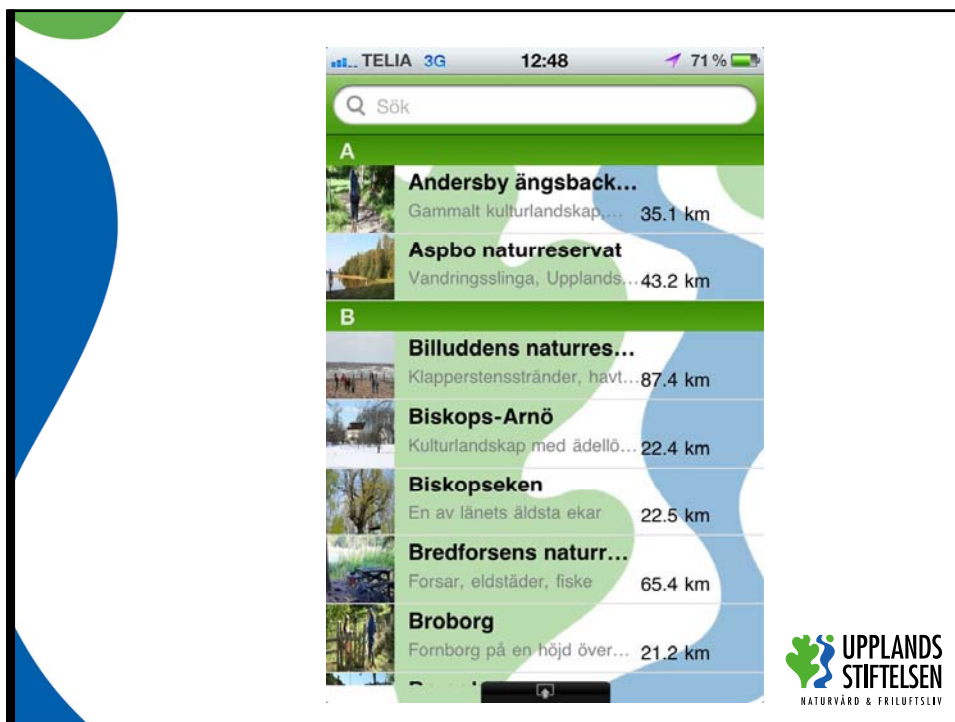 TELIA 3G 12:48 71 %
Sök
A
Andersby ängsback...
Gammalt kulturlandskap,... 35.1 km
Aspbo naturreservat
Vandringsslinga, Upplands... 43.2 km
B
Billuddens naturres...
Klapperstensstränder, havt... 87.4 km
Biskops-Arnö
Kulturlandskap med ädellö... 22.4 km
Biskopseken
En av länets äldsta ekar 22.5 km
Bredforsens naturr...
Forsar, eldstäder, fiske 65.4 km
Broborg
Fornborg på en höjd över... 21.2 km
UPPLANDS
STIFTELSEN
NATURVÅRD & FRILUFTSLIV